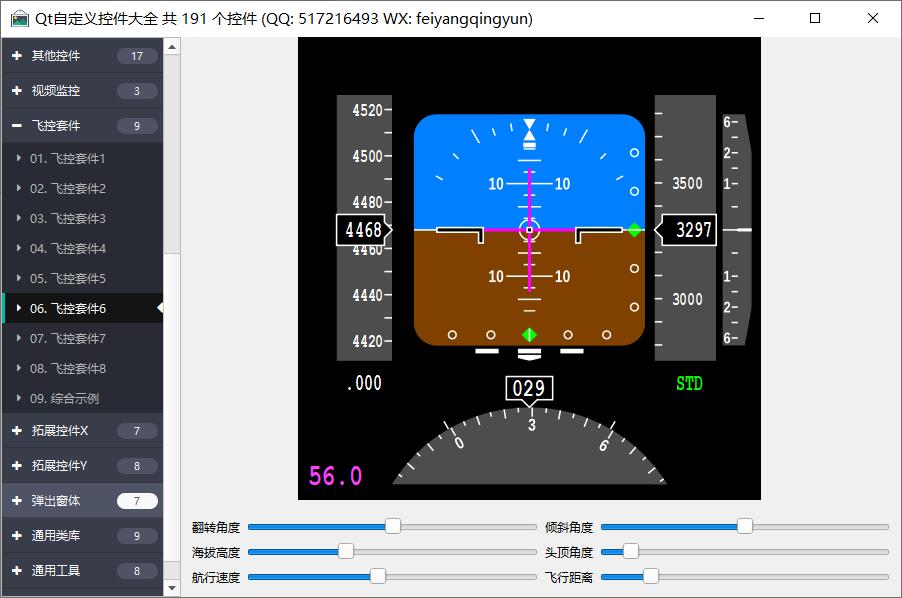 Qt自定义控件大全 共 191 个控件 (QQ: 517216493 WX: feiyangqingyun)
其他控件 17
视频监控 3
飞控套件 9
01. 飞控套件1
02. 飞控套件2
03. 飞控套件3
04. 飞控套件4
05. 飞控套件5
06. 飞控套件6
07. 飞控套件7
08. 飞控套件8
09. 综合示例
拓展控件X 7
拓展控件Y 8
弹出窗体 7
通用类库 9
通用工具 8
4520
4500
4480
4468
4460
4440
4420
.000
10 10
10 10
3500
3297
3000
STD
6
2
1
1
2
6
029
0 3 6
56.0
翻转角度 倾斜角度
海拔高度 头顶角度
航行速度 飞行距离